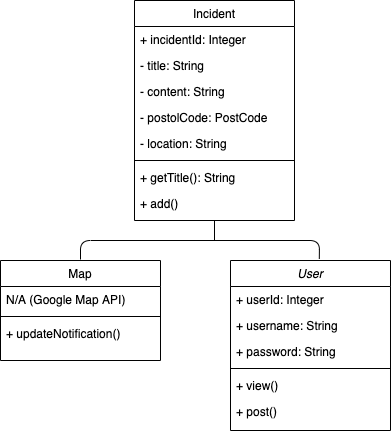 Incident
+ incidentId: Integer
- title: String
- content: String
- postolCode: PostCode
- location: String
+ getTitle(): String
+ add()
Map
N/A (Google Map API)
+ updateNotification()
User
+ userId: Integer
+ username: String
+ password: String
+ view()
+ post()